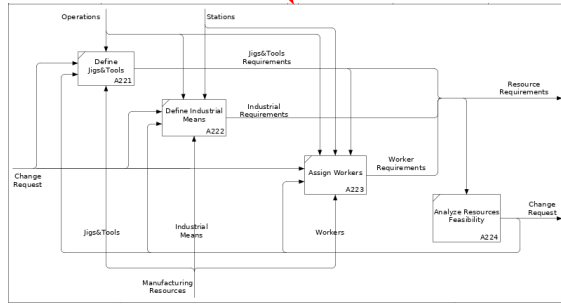 Operations
Stations
Define
Jigs&Tools
A221
Jigs&Tools
Requirements
Define Industrial
Means
A222
Industrial
Requirements
Resource
Requirements
Assign Workers
A223
Worker
Requirements
Change
Request
Analyze Resources
Feasibility
A224
Change
Request
Jigs&Tools
Industrial
Means
Workers
Manufacturing
Resources